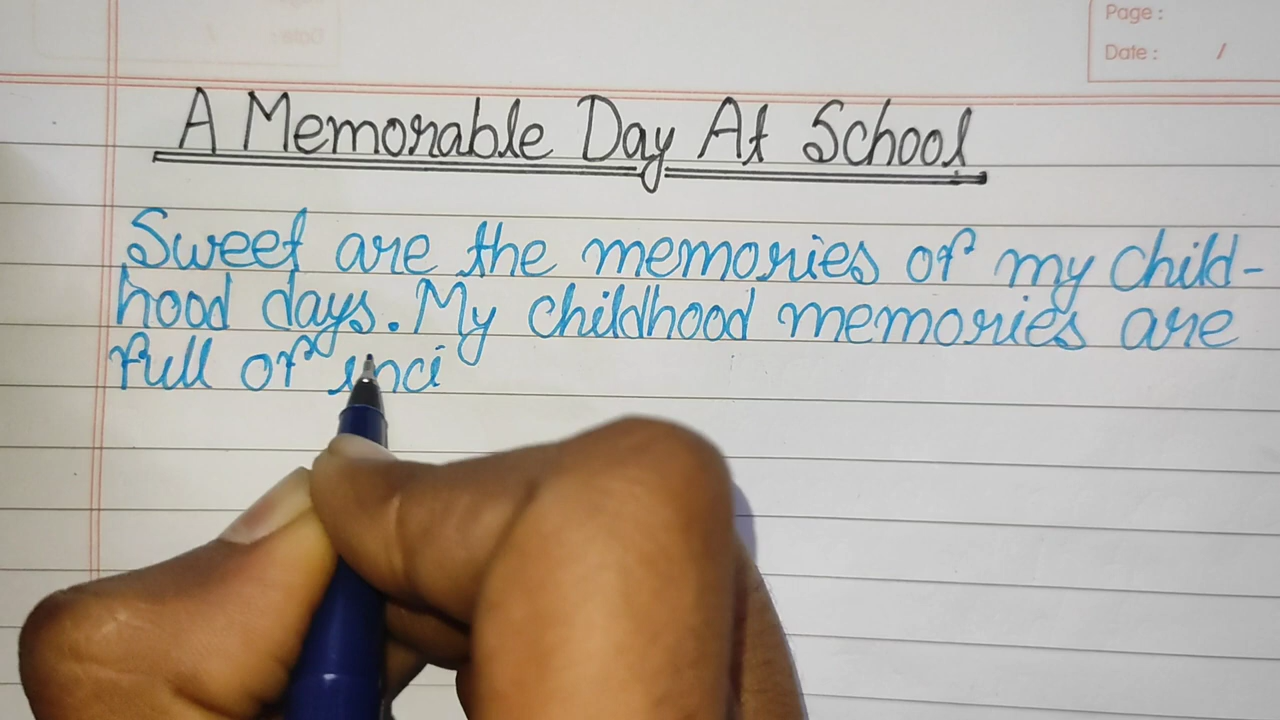 Page :
Date : /
A Memorable Day At School
Sweet are the memories of my child-
hood days. My childhood memories are
full of inci